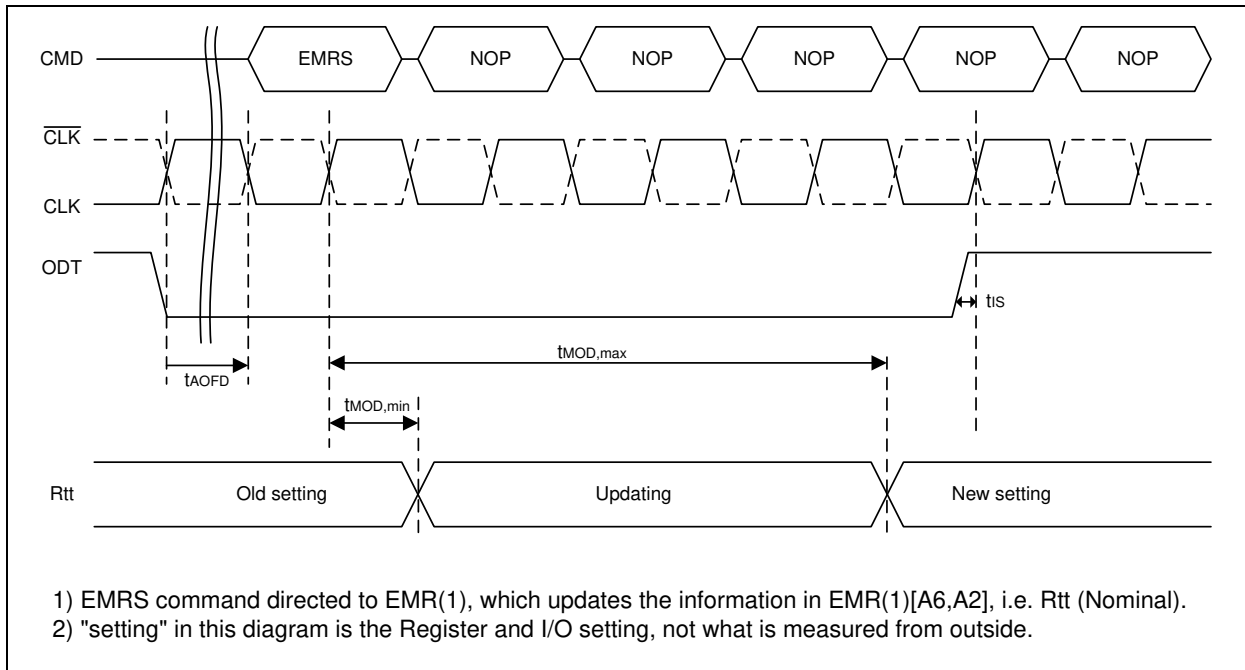 CMD
EMRS
NOP
NOP
NOP
NOP
NOP
CLK
CLK
ODT
tIS
tMOD,max
tAOFD
tMOD,min
Rtt
Old setting
Updating
New setting
1) EMRS command directed to EMR(1), which updates the information in EMR(1)[A6,A2], i.e. Rtt (Nominal).
2) "setting" in this diagram is the Register and I/O setting, not what is measured from outside.